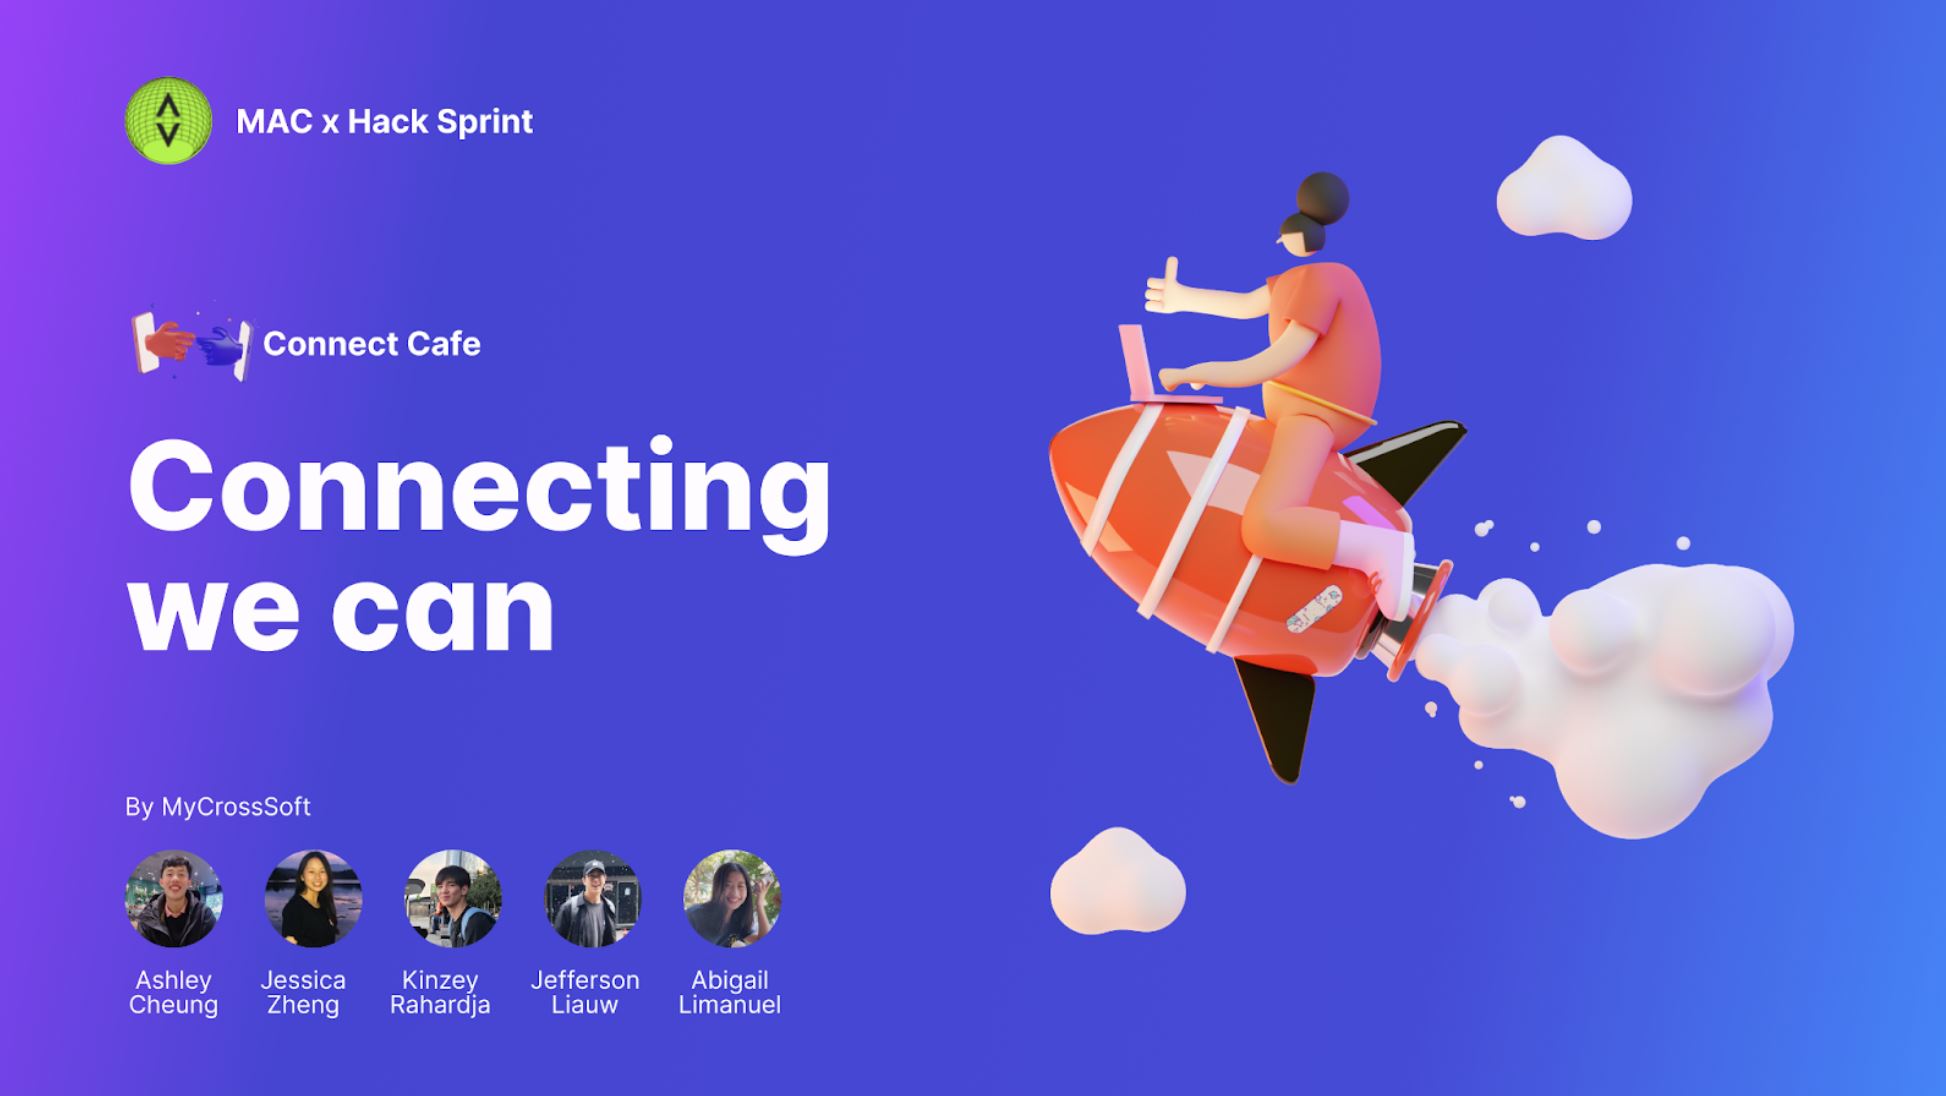 MAC x Hack Sprint
Connect Cafe
Connecting
we can
By MyCrossSoft
Ashley
Cheung
Jessica
Zheng
Kinzey
Rahardja
Jefferson
Liauw
Abigail
Limanuel